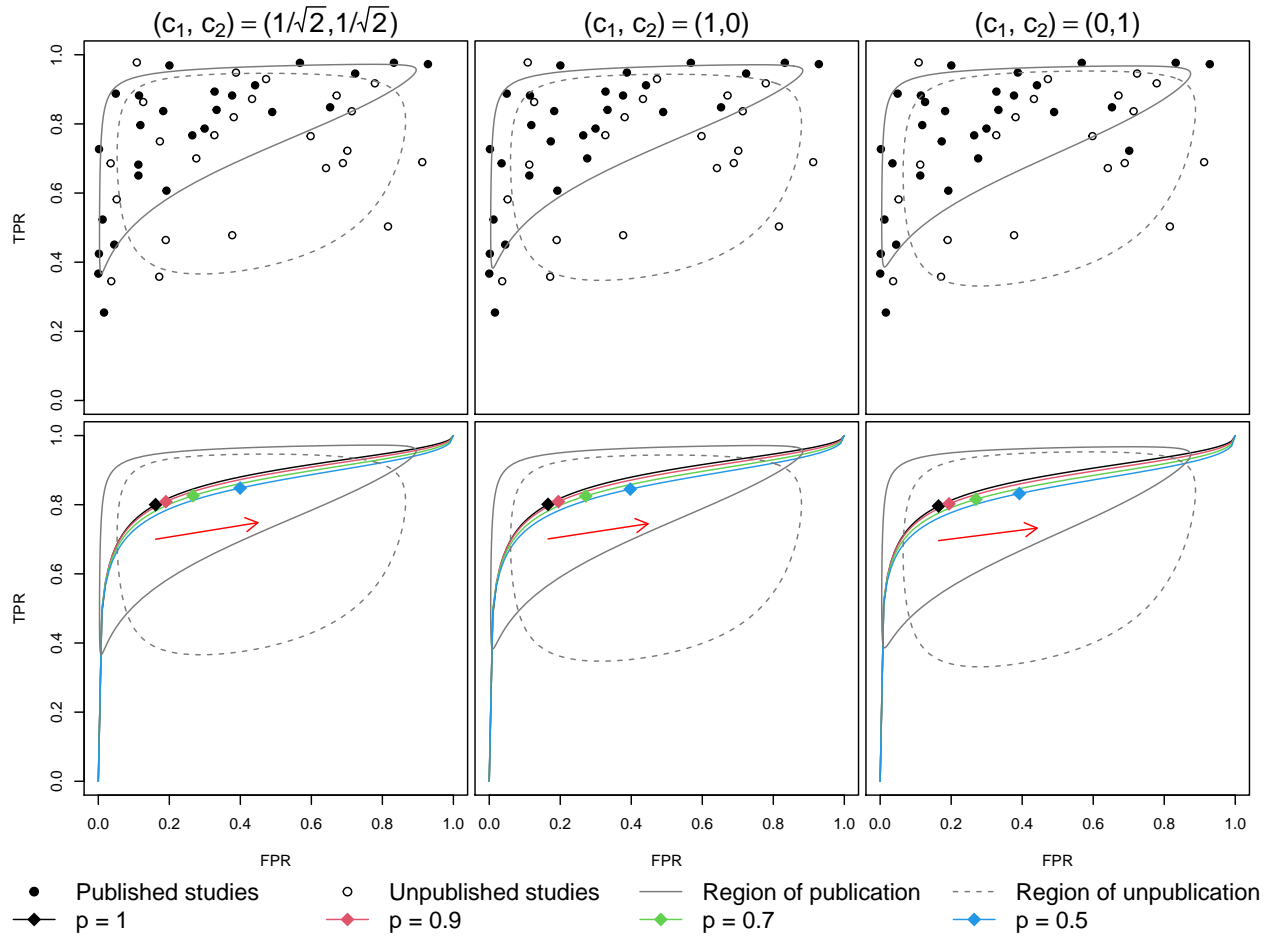 (c₁, c₂) = (1/√2,1/√2)
(c₁, c₂) = (1,0)
(c₁, c₂) = (0,1)
TPR
1.0
0.8
0.6
0.4
0.2
0.0
TPR
1.0
0.8
0.6
0.4
0.2
0.0
0.0 0.2 0.4 0.6 0.8 1.0
0.0 0.2 0.4 0.6 0.8 1.0
0.0 0.2 0.4 0.6 0.8 1.0
FPR
FPR
FPR
Published studies
Unpublished studies
Region of publication
Region of unpublication
p = 1
p = 0.9
p = 0.7
p = 0.5